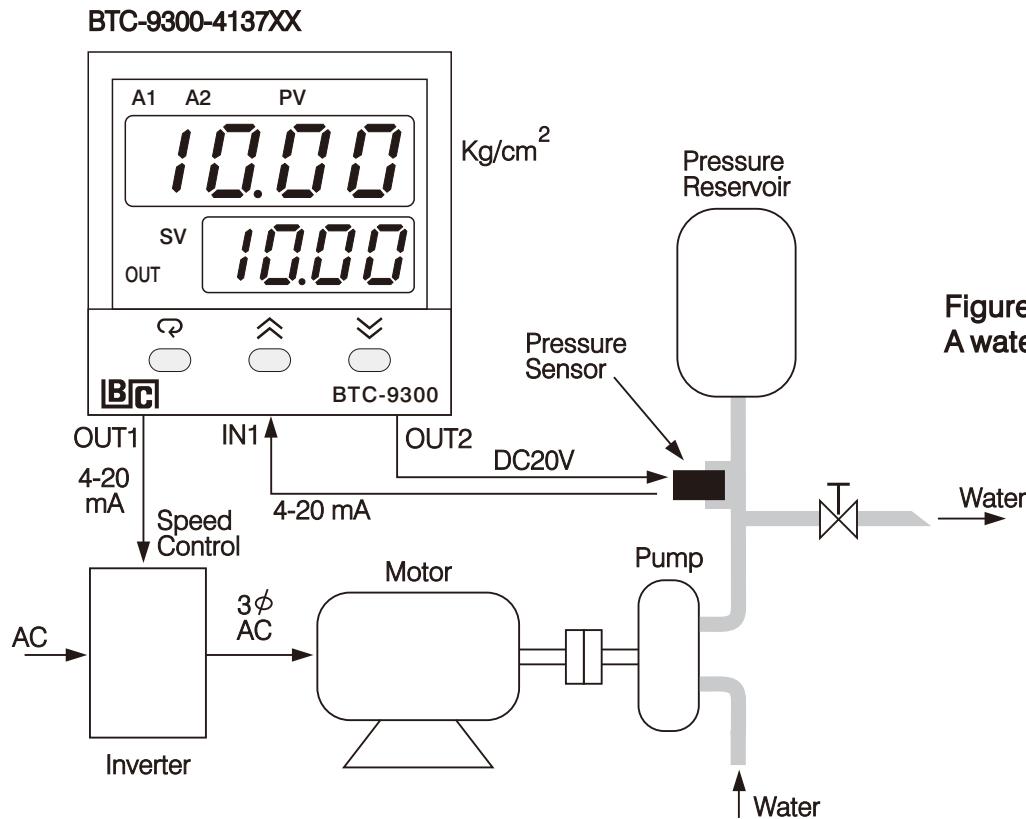 BTC-9300-4137XX
A1 A2 PV
10.00
Kg/cm²
SV
10.00
OUT
BC
BTC-9300
Pressure
Reservoir
Figure
A wate
Pressure
Sensor
OUT1
IN1
OUT2
DC20V
4-20
mA
4-20 mA
Speed
Control
Water
Pump
Motor
3ϕ
AC
AC
Inverter
Water